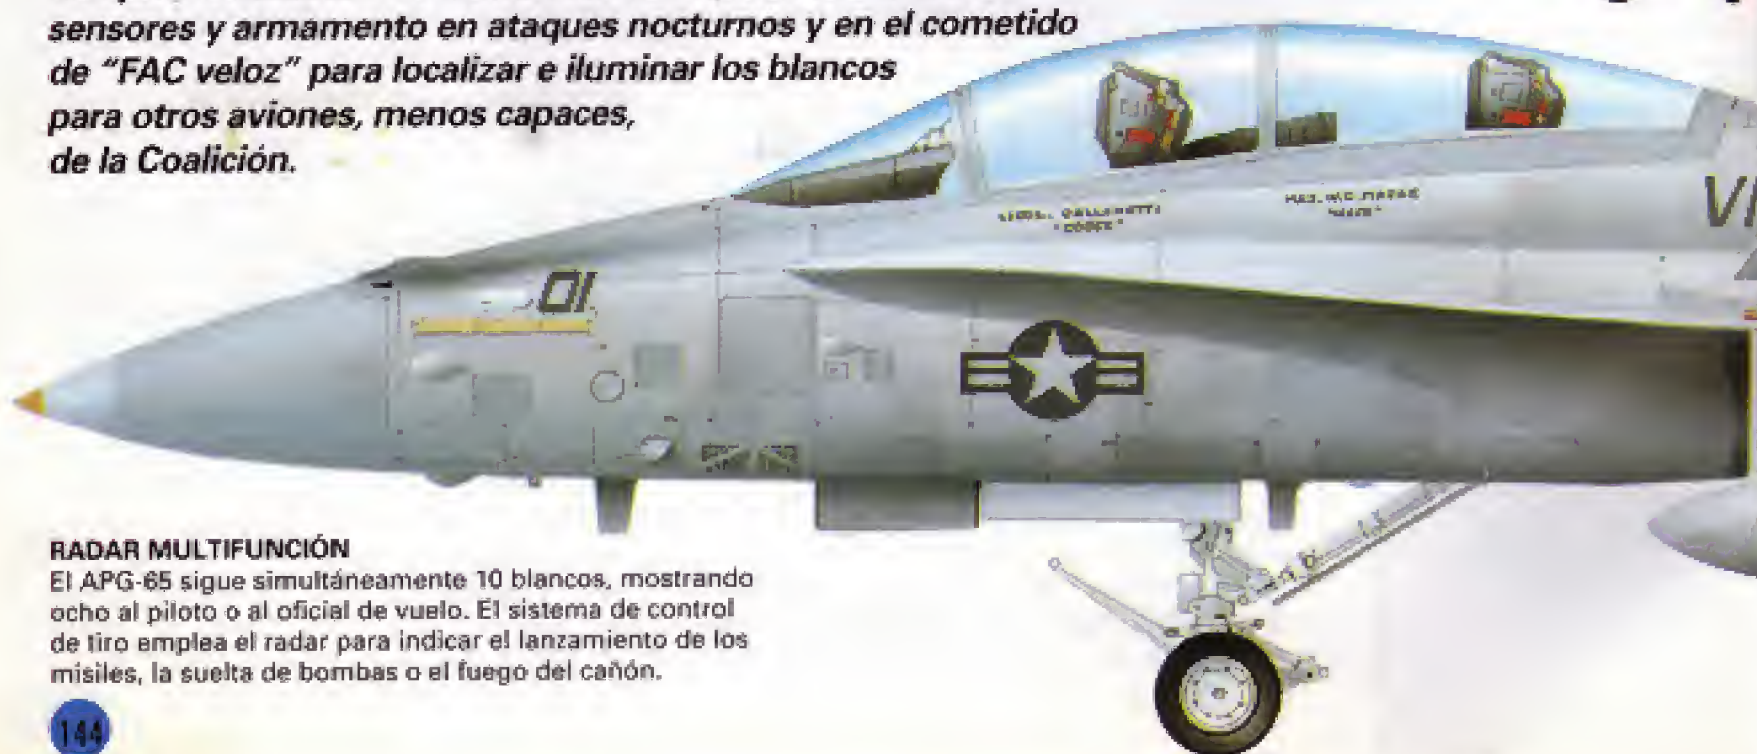 sensores y armamento en ataques nocturnos y en el cometido
de "FAC veloz" para localizar e iluminar los blancos
para otros aviones, menos capaces,
de la Coalición.
01
RADAR MULTIFUNCIÓN
El APG-65 sigue simultáneamente 10 blancos, mostrando
ocho al piloto o al oficial de vuelo. El sistema de control
de tiro emplea el radar para indicar el lanzamiento de los
misiles, la suelta de bombas o el fuego del cañón.
144